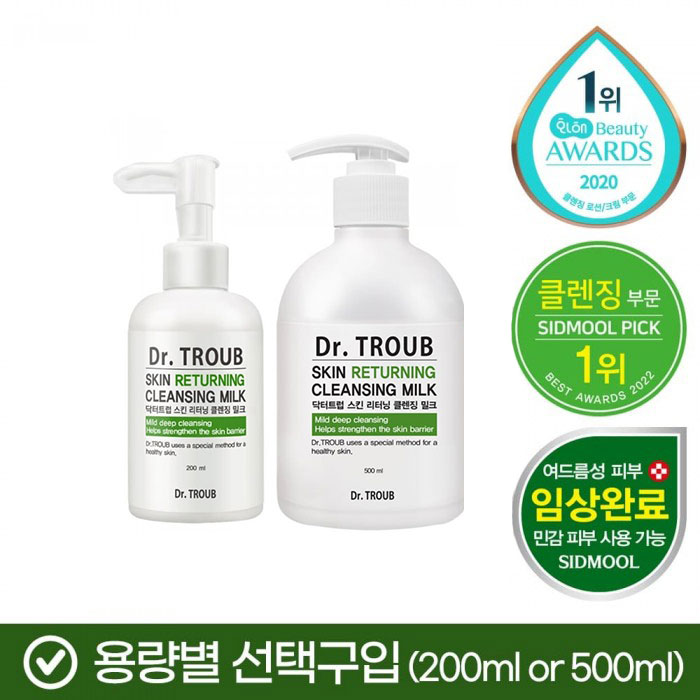 1위
오니온 Beauty
AWARDS
2020
클렌징 로션/크림 부문
클렌징 부문
SIDMOOL PICK
1위
BEST AWARDS 2022
여드름성 피부
임상완료
민감 피부 사용 가능
SIDMOOL
Dr. TROUB
SKIN RETURNING
CLEANSING MILK
닥터트럽 스킨 리터닝 클렌징 밀크
Mild deep cleansing
Helps strengthen the skin barrier
Dr.TROUB uses a special method for a
healthy skin.
200 ml
Dr. TROUB
Dr. TROUB
SKIN RETURNING
CLEANSING MILK
닥터트럽 스킨 리터닝 클렌징 밀크
Mild deep cleansing
Helps strengthen the skin barrier
Dr.TROUB uses a special method for a
healthy skin.
500 ml
Dr. TROUB
용량별 선택구입 (200ml or 500ml)